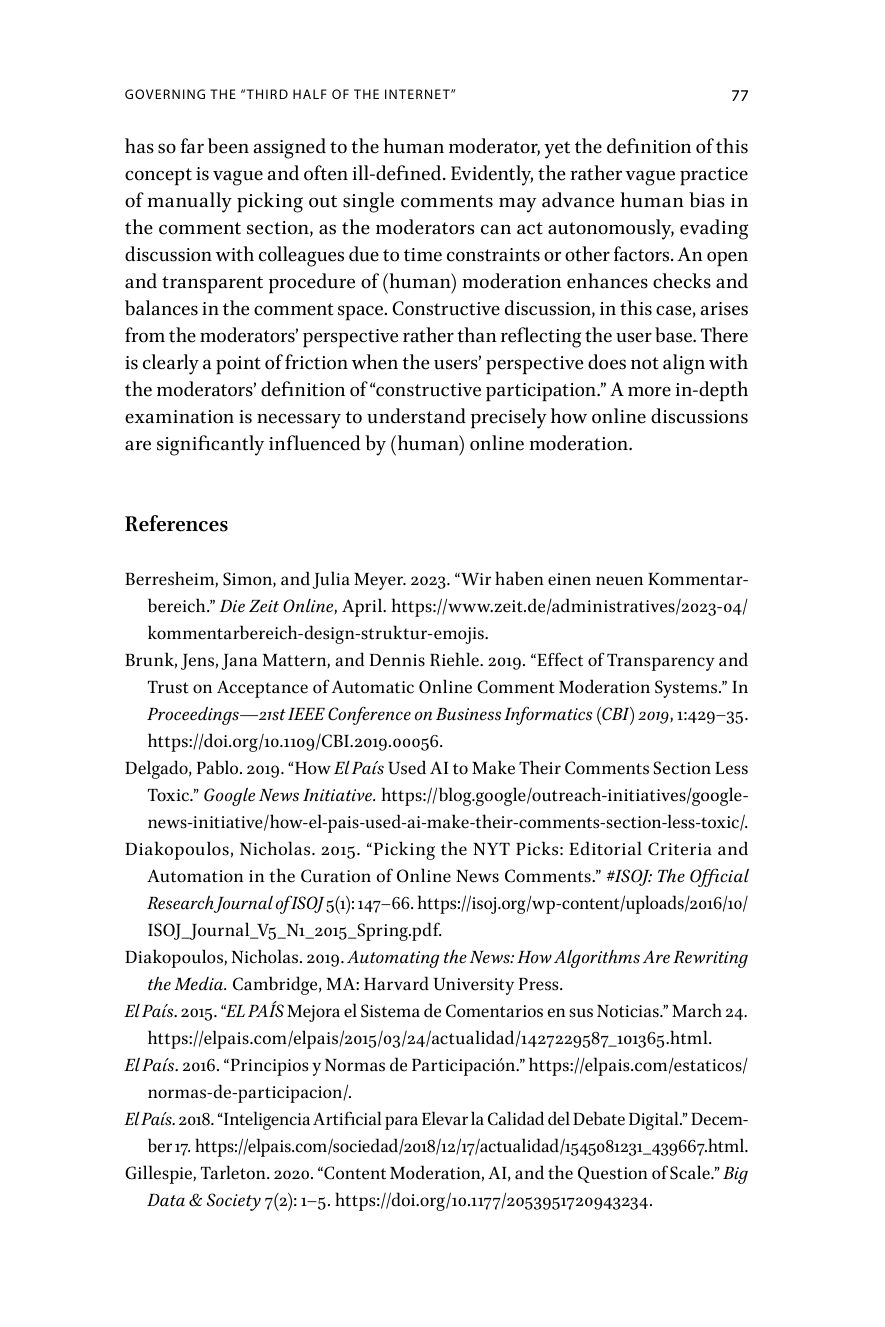 GOVERNING THE “THIRD HALF OF THE INTERNET” 77
has so far been assigned to the human moderator, yet the definition of this
concept is vague and often ill-defined. Evidently, the rather vague practice
of manually picking out single comments may advance human bias in
the comment section, as the moderators can act autonomously, evading
discussion with colleagues due to time constraints or other factors. An open
and transparent procedure of (human) moderation enhances checks and
balances in the comment space. Constructive discussion, in this case, arises
from the moderators’ perspective rather than reflecting the user base. There
is clearly a point of friction when the users’ perspective does not align with
the moderators’ definition of “constructive participation.” A more in-depth
examination is necessary to understand precisely how online discussions
are significantly influenced by (human) online moderation.
References
Berresheim, Simon, and Julia Meyer. 2023. “Wir haben einen neuen Kommentar-
bereich.” Die Zeit Online, April. https://www.zeit.de/administratives/2023-04/
kommentarbereich-design-struktur-emojis.
Brunk, Jens, Jana Mattern, and Dennis Riehle. 2019. “Effect of Transparency and
Trust on Acceptance of Automatic Online Comment Moderation Systems.” In
Proceedings—21st IEEE Conference on Business Informatics (CBI) 2019, 1:429–35.
https://doi.org/10.1109/CBI.2019.00056.
Delgado, Pablo. 2019. “How El País Used AI to Make Their Comments Section Less
Toxic.” Google News Initiative. https://blog.google/outreach-initiatives/google-
news-initiative/how-el-pais-used-ai-make-their-comments-section-less-toxic/.
Diakopoulos, Nicholas. 2015. “Picking the NYT Picks: Editorial Criteria and
Automation in the Curation of Online News Comments.” #ISOJ: The Official
Research Journal of ISOJ 5(1): 147–66. https://isoj.org/wp-content/uploads/2016/10/
ISOJ_Journal_V5_N1_2015_Spring.pdf.
Diakopoulos, Nicholas. 2019. Automating the News: How Algorithms Are Rewriting
the Media. Cambridge, MA: Harvard University Press.
El País. 2015. “EL PAÍS Mejora el Sistema de Comentarios en sus Noticias.” March 24.
https://elpais.com/elpais/2015/03/24/actualidad/1427229587_101365.html.
El País. 2016. “Principios y Normas de Participación.” https://elpais.com/estaticos/
normas-de-participacion/.
El País. 2018. “Inteligencia Artificial para Elevar la Calidad del Debate Digital.” Decem-
ber 17. https://elpais.com/sociedad/2018/12/17/actualidad/1545081231_439667.html.
Gillespie, Tarleton. 2020. “Content Moderation, AI, and the Question of Scale.” Big
Data & Society 7(2): 1–5. https://doi.org/10.1177/2053951720943234.